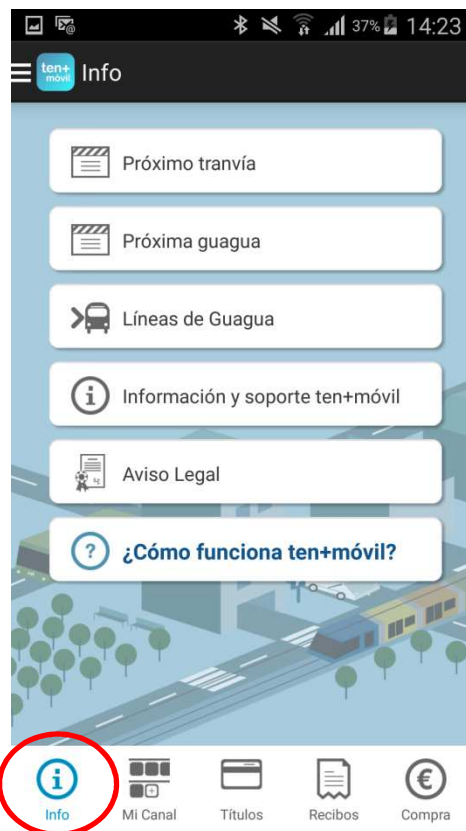 37% 14:23
ten+
móvil
Info
Próximo tranvía
Próxima guagua
Líneas de Guagua
Información y soporte ten+móvil
Aviso Legal
¿Cómo funciona ten+móvil?
Info Mi Canal Títulos Recibos Compra